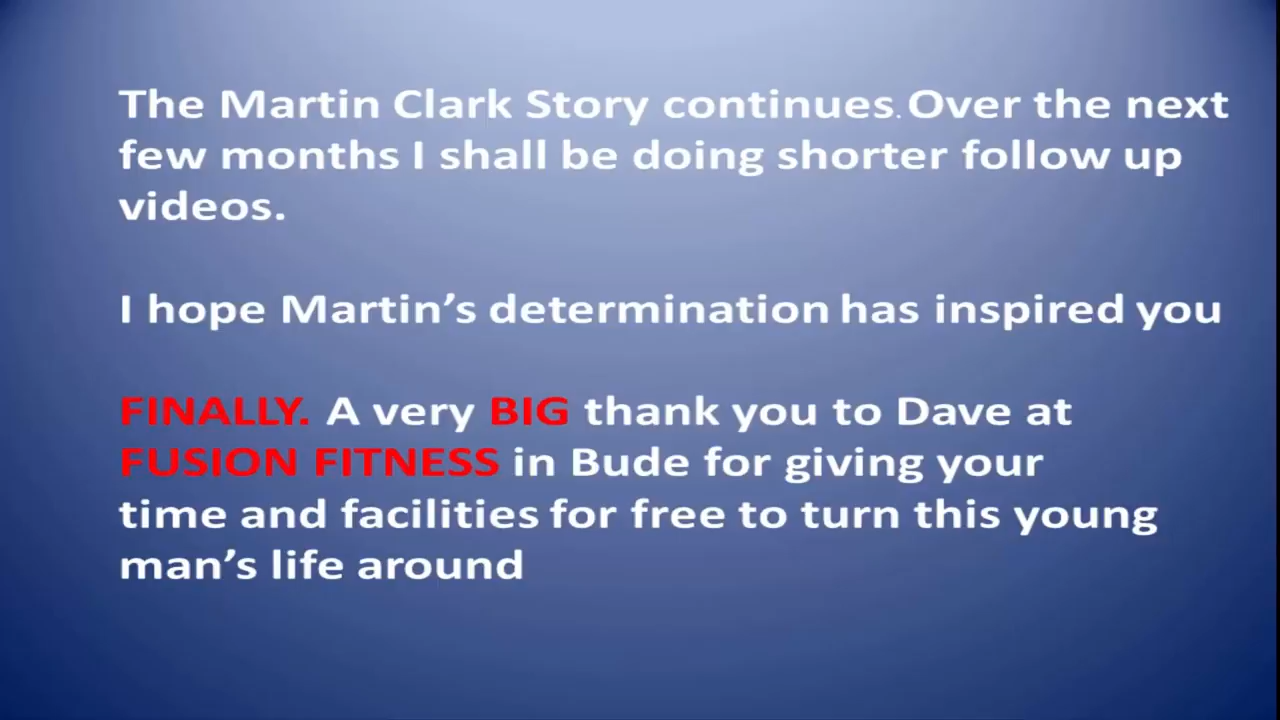 The Martin Clark Story continues. Over the next
few months I shall be doing shorter follow up
videos.
I hope Martin’s determination has inspired you
FINALLY. A very BIG thank you to Dave at
FUSION FITNESS in Bude for giving your
time and facilities for free to turn this young
man’s life around